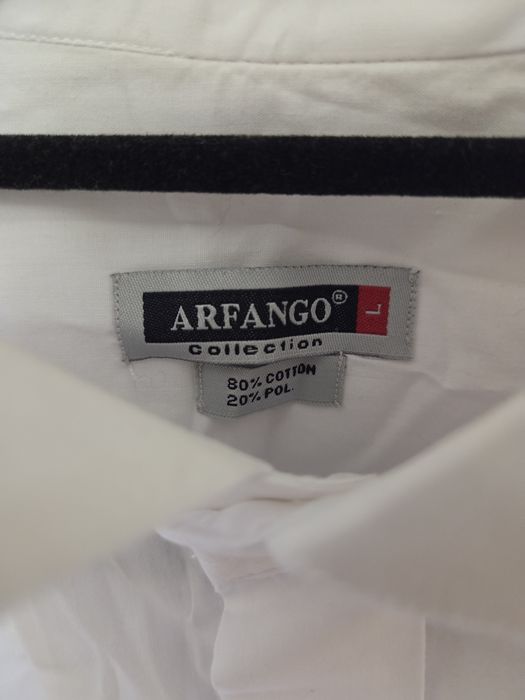 ARFANGO® L
Collection
80% COTTON
20% POL.